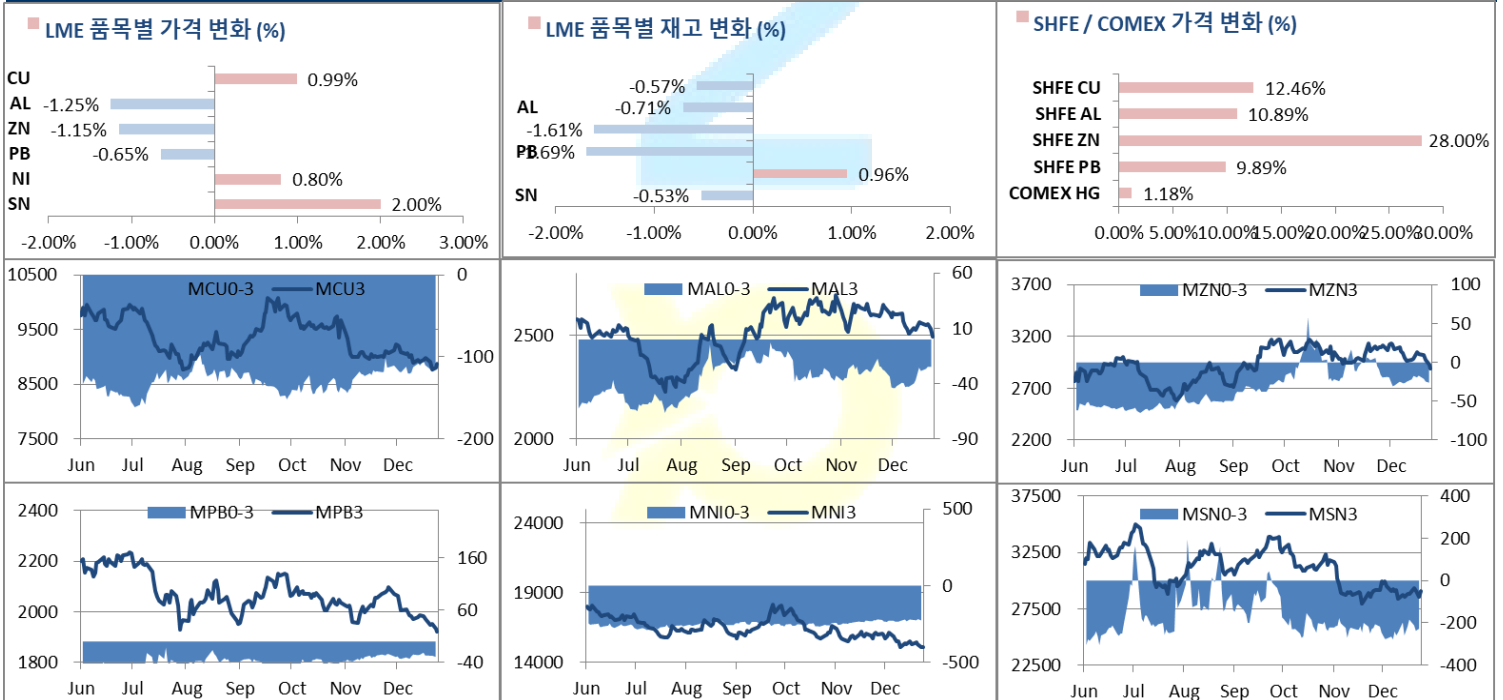 LME 품목별 가격 변화 (%)
CU
0.99%
AL
-1.25%
ZN
-1.15%
PB
-0.65%
NI
0.80%
SN
2.00%
-2.00% -1.00% 0.00% 1.00% 2.00% 3.00%
LME 품목별 재고 변화 (%)
-0.57%
AL
-0.71%
-1.61%
PB
-1.69%
0.96%
SN
-0.53%
-2.00% -1.00% 0.00% 1.00% 2.00%
SHFE / COMEX 가격 변화 (%)
SHFE CU
12.46%
SHFE AL
10.89%
SHFE ZN
28.00%
SHFE PB
9.89%
COMEX HG
1.18%
0.00% 5.00% 10.00% 15.00% 20.00% 25.00% 30.00%
MCU0-3 MCU3
10500
9500
8500
7500
0
-100
-200
Jun Jul Aug Sep Oct Nov Dec
MAL0-3 MAL3
2500
2000
60
10
-40
-90
Jun Jul Aug Sep Oct Nov Dec
MZN0-3 MZN3
3700
3200
2700
2200
100
50
0
-50
-100
Jun Jul Aug Sep Oct Nov Dec
MPB0-3 MPB3
2400
2200
2000
1800
160
60
-40
Jun Jul Aug Sep Oct Nov Dec
MNI0-3 MNI3
24000
19000
14000
500
0
-500
Jun Jul Aug Sep Oct Nov Dec
MSN0-3 MSN3
37500
32500
27500
22500
400
200
0
-200
-400
Jun Jul Aug Sep Oct Nov Dec